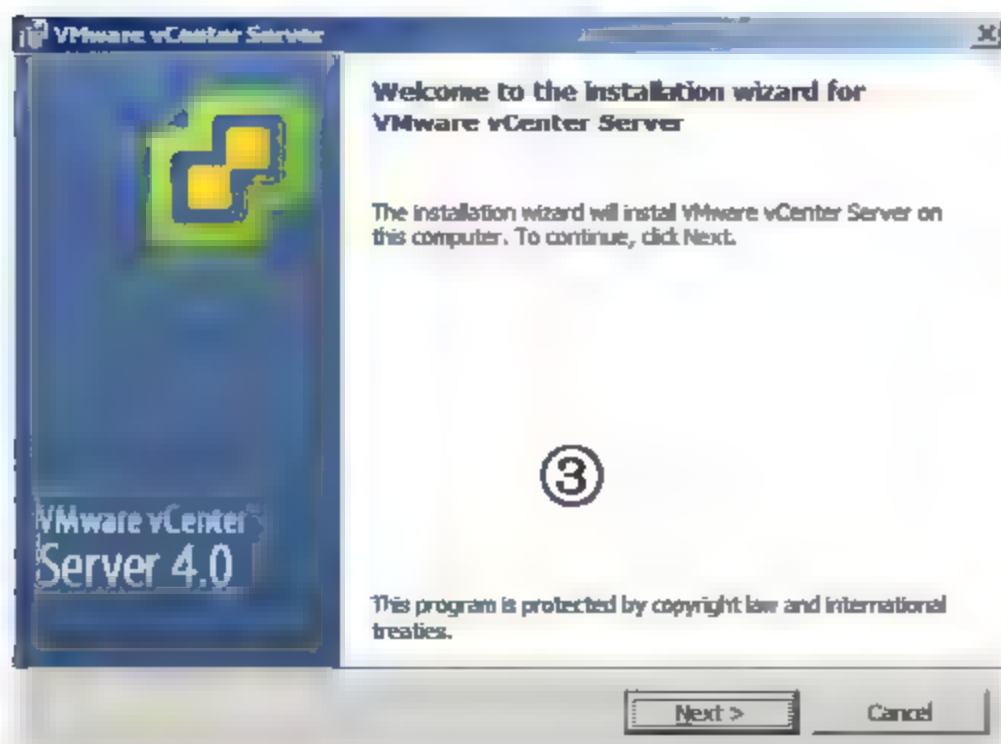 VMware vCenter Server
Welcome to the installation wizard for
VMware vCenter Server
The installation wizard will install VMware vCenter Server on
this computer. To continue, click Next.
③
VMware vCenter
Server 4.0
This program is protected by copyright law and international
treaties.
Next >
Cancel